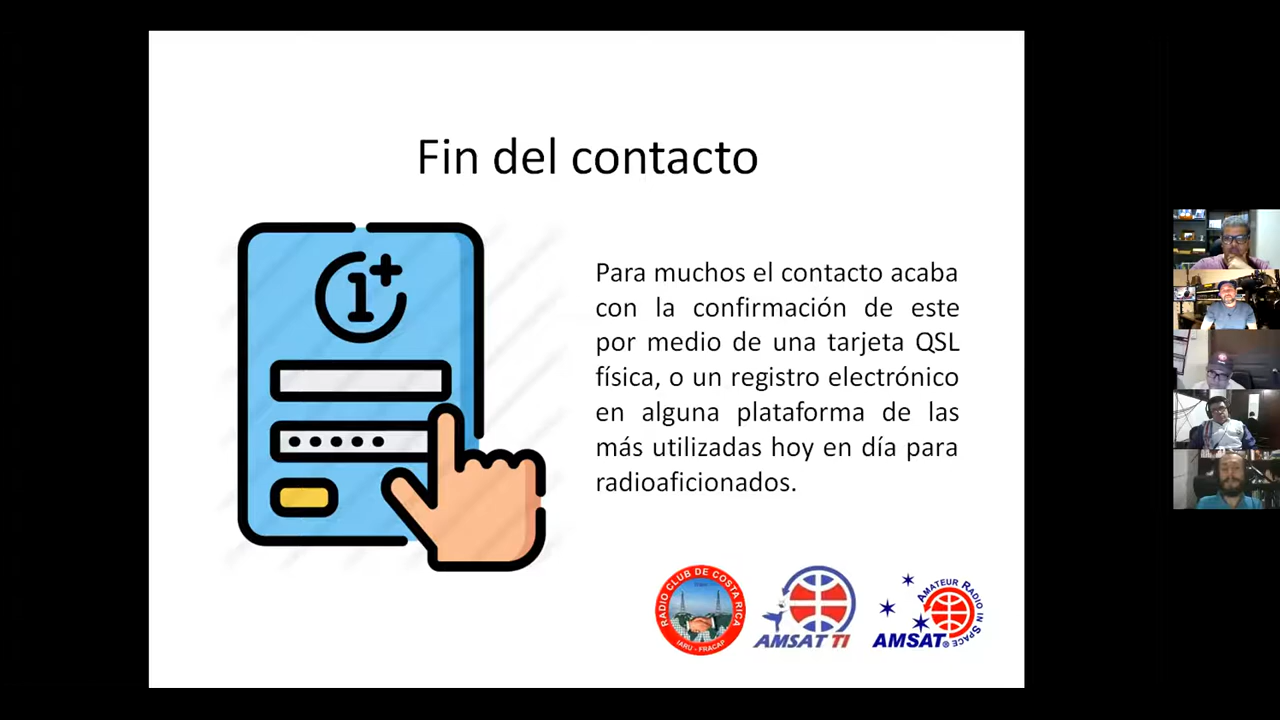 Fin del contacto
1+
Para muchos el contacto acaba
con la confirmación de este
por medio de una tarjeta QSL
física, o un registro electrónico
en alguna plataforma de las
más utilizadas hoy en día para
radioaficionados.
RADIO CLUB DE COSTA RICA
IARU - FRACAP
AMSAT TI
AMATEUR RADIO IN SPACE
AMSAT®